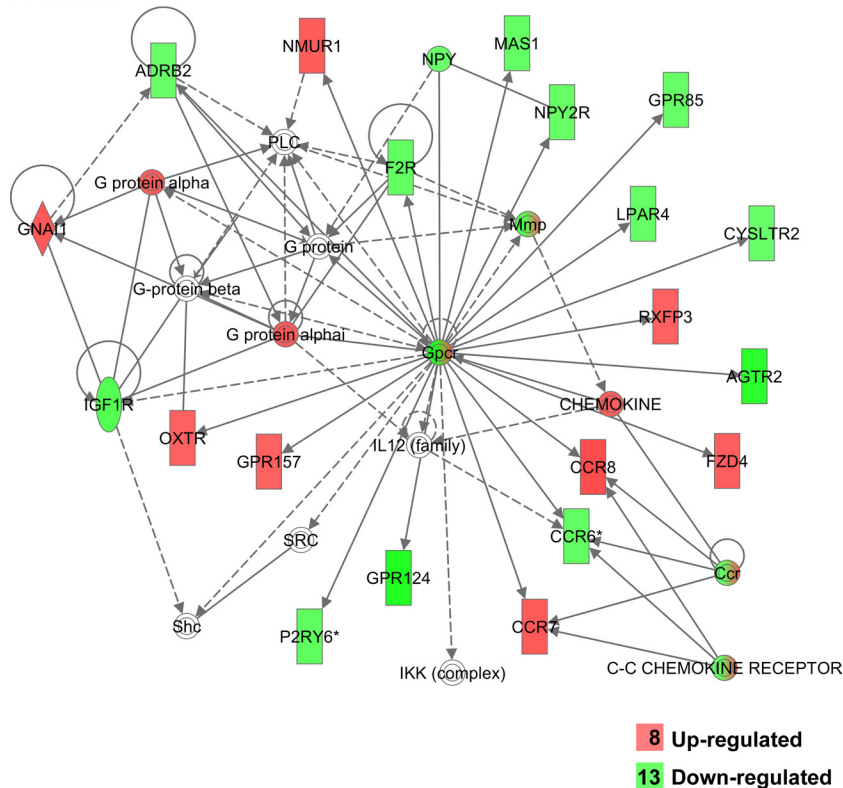 NMUR1
MAS1
NPY
ADRB2
GPR85
NPY2R
PLC
F2R
G protein alpha
LPAR4
GNA11
Mmp
CYSLTR2
G protein
G-protein beta
RXFP3
G protein alphai
Gpcr
AGTR2
IGF1R
CHEMOKINE
OXTR
IL12 (family)
GPR157
CCR8
FZD4
CCR6*
SRC
GPR124
Ccr
Shc
P2RY6*
CCR7
IKK (complex)
C-C CHEMOKINE RECEPTOR
8 Up-regulated
13 Down-regulated